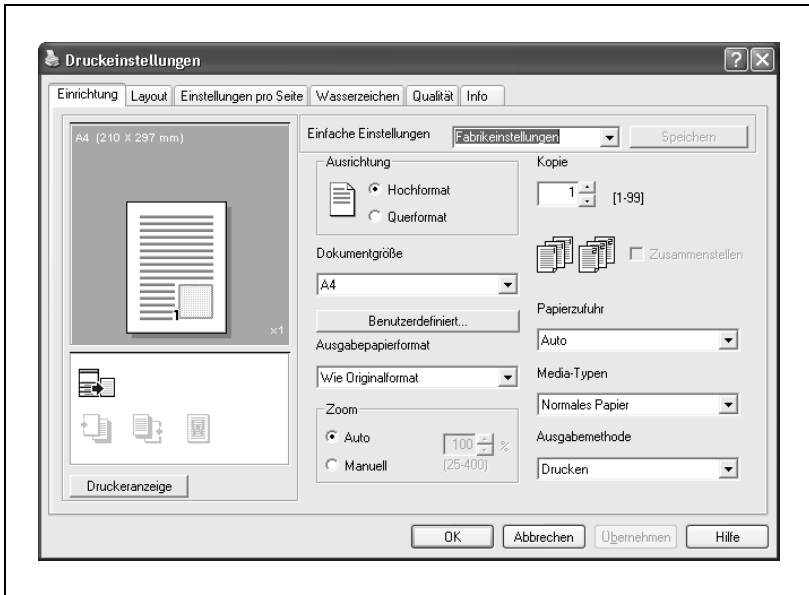 Druckeinstellungen
Einrichtung Layout Einstellungen pro Seite Wasserzeichen Qualität Info
A4 (210 X 297 mm)
1
x1
Druckeranzeige
Einfache Einstellungen Fabrikeinstellungen Speichern
Ausrichtung
Hochformat
Querformat
Dokumentgröße
A4
Benutzerdefiniert...
Ausgabepapierformat
Wie Originalformat
Zoom
Auto
Manuell
100 %
(25-400)
Kopie
1 [1-99]
Zusammenstellen
Papierzufuhr
Auto
Media-Typen
Normales Papier
Ausgabemethode
Drucken
OK Abbrechen Übernehmen Hilfe